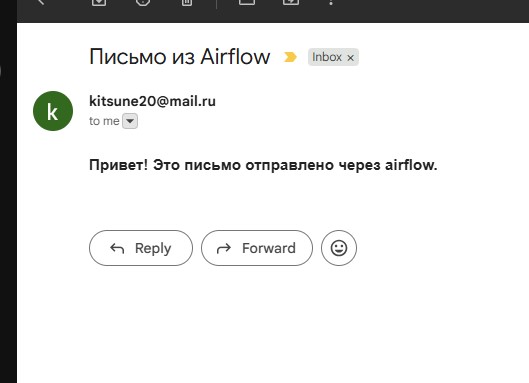 Письмо из Airflow
Inbox ×
k
kitsune20@mail.ru
to me
Привет! Это письмо отправлено через airflow.
Reply
Forward